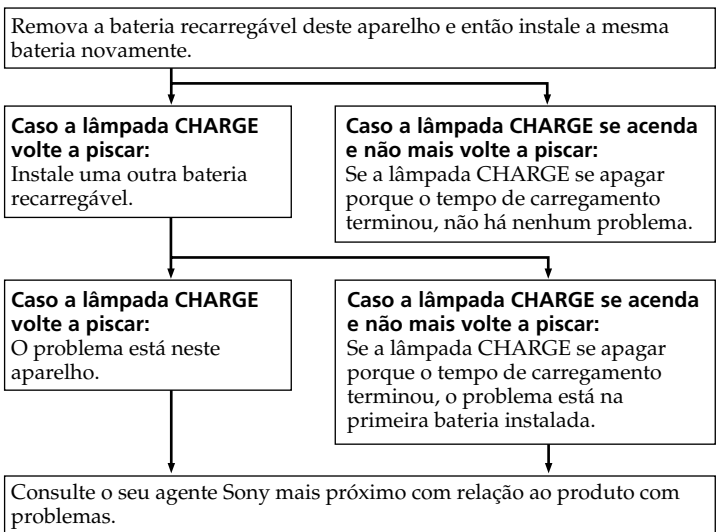 Remova a bateria recarregável deste aparelho e então instale a mesma
bateria novamente.
Caso a lâmpada CHARGE
volte a piscar:
Instale uma outra bateria
recarregável.
Caso a lâmpada CHARGE se acenda
e não mais volte a piscar:
Se a lâmpada CHARGE se apagar
porque o tempo de carregamento
terminou, não há nenhum problema.
Caso a lâmpada CHARGE
volte a piscar:
O problema está neste
aparelho.
Caso a lâmpada CHARGE se acenda
e não mais volte a piscar:
Se a lâmpada CHARGE se apagar
porque o tempo de carregamento
terminou, o problema está na
primeira bateria instalada.
Consulte o seu agente Sony mais próximo com relação ao produto com
problemas.